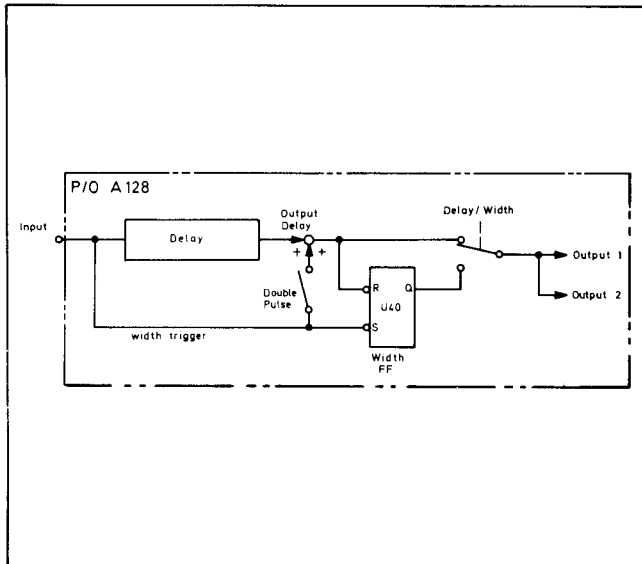 P/O A128
Input
Delay
Output
Delay
+ +
Double
Pulse
width trigger
R Q
U40
S
Width
FF
Delay/Width
Output 1
Output 2